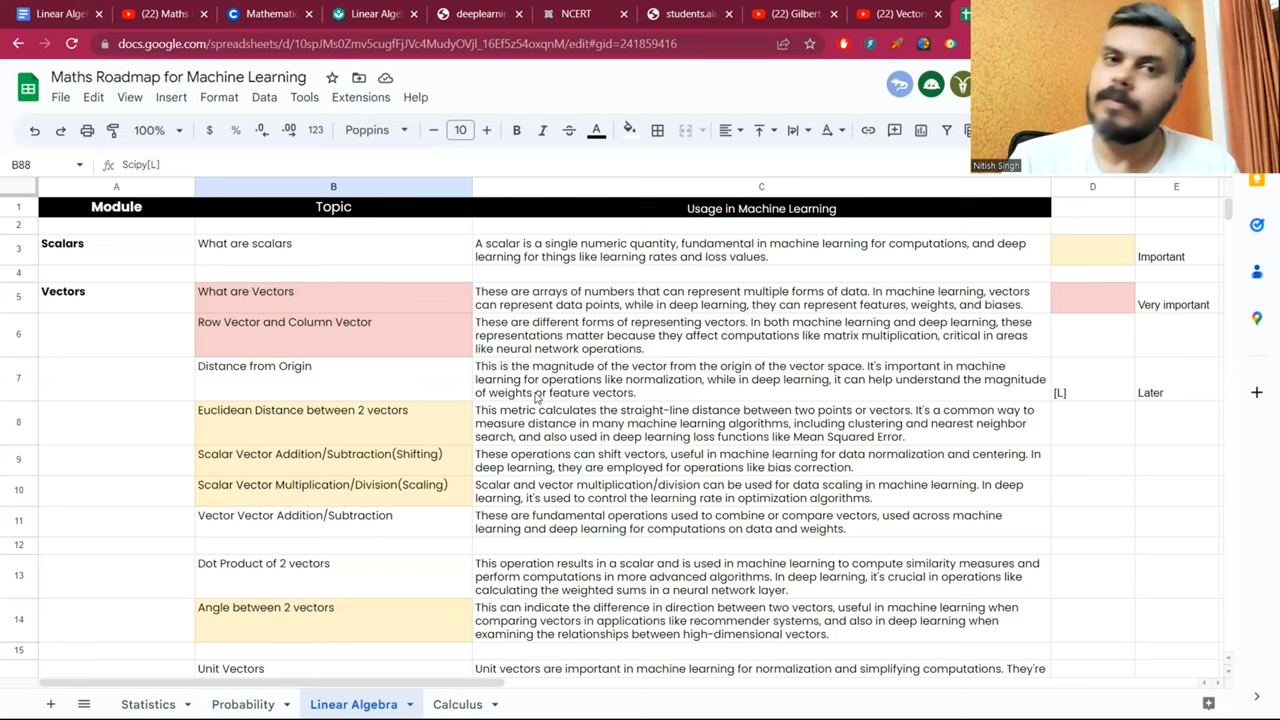 Linear Alge
(22) Maths
Mathematic
Linear Alge
deeplearnin
NCERT
students.ai
(22) Gilbert
(22) Vectors
docs.google.com/spreadsheets/d/10spJMs0Zmv5cugfFjJVc4MudyOVjl_16Ef5z54oxqnM/edit#gid=241859416
Maths Roadmap for Machine Learning
File Edit View Insert Format Data Tools Extensions Help
100% $ % .0 .00 123 Poppins 10 B I A
Nitish Singh
B88 fx Scipy[L]
A B C D E
1 Module Topic Usage in Machine Learning
2
3 Scalars What are scalars A scalar is a single numeric quantity, fundamental in machine learning for computations, and deep
learning for things like learning rates and loss values. Important
4
5 Vectors What are Vectors These are arrays of numbers that can represent multiple forms of data. In machine learning, vectors
can represent data points, while in deep learning, they can represent features, weights, and biases. Very important
6 Row Vector and Column Vector These are different forms of representing vectors. In both machine learning and deep learning, these
representations matter because they affect computations like matrix multiplication, critical in areas
like neural network operations.
7 Distance from Origin This is the magnitude of the vector from the origin of the vector space. It's important in machine
learning for operations like normalization, while in deep learning, it can help understand the magnitude
of weights or feature vectors. [L] Later
8 Euclidean Distance between 2 vectors This metric calculates the straight-line distance between two points or vectors. It's a common way to
measure distance in many machine learning algorithms, including clustering and nearest neighbor
search, and also used in deep learning loss functions like Mean Squared Error.
9 Scalar Vector Addition/Subtraction(Shifting) These operations can shift vectors, useful in machine learning for data normalization and centering. In
deep learning, they are employed for operations like bias correction.
10 Scalar Vector Multiplication/Division(Scaling) Scalar and vector multiplication/division can be used for data scaling in machine learning. In deep
learning, it's used to control the learning rate in optimization algorithms.
11 Vector Vector Addition/Subtraction These are fundamental operations used to combine or compare vectors, used across machine
learning and deep learning for computations on data and weights.
12
13 Dot Product of 2 vectors This operation results in a scalar and is used in machine learning to compute similarity measures and
perform computations in more advanced algorithms. In deep learning, it's crucial in operations like
calculating the weighted sums in a neural network layer.
14 Angle between 2 vectors This can indicate the difference in direction between two vectors, useful in machine learning when
comparing vectors in applications like recommender systems, and also in deep learning when
examining the relationships between high-dimensional vectors.
15
Unit Vectors Unit vectors are important in machine learning for normalization and simplifying computations. They're
Statistics Probability Linear Algebra Calculus